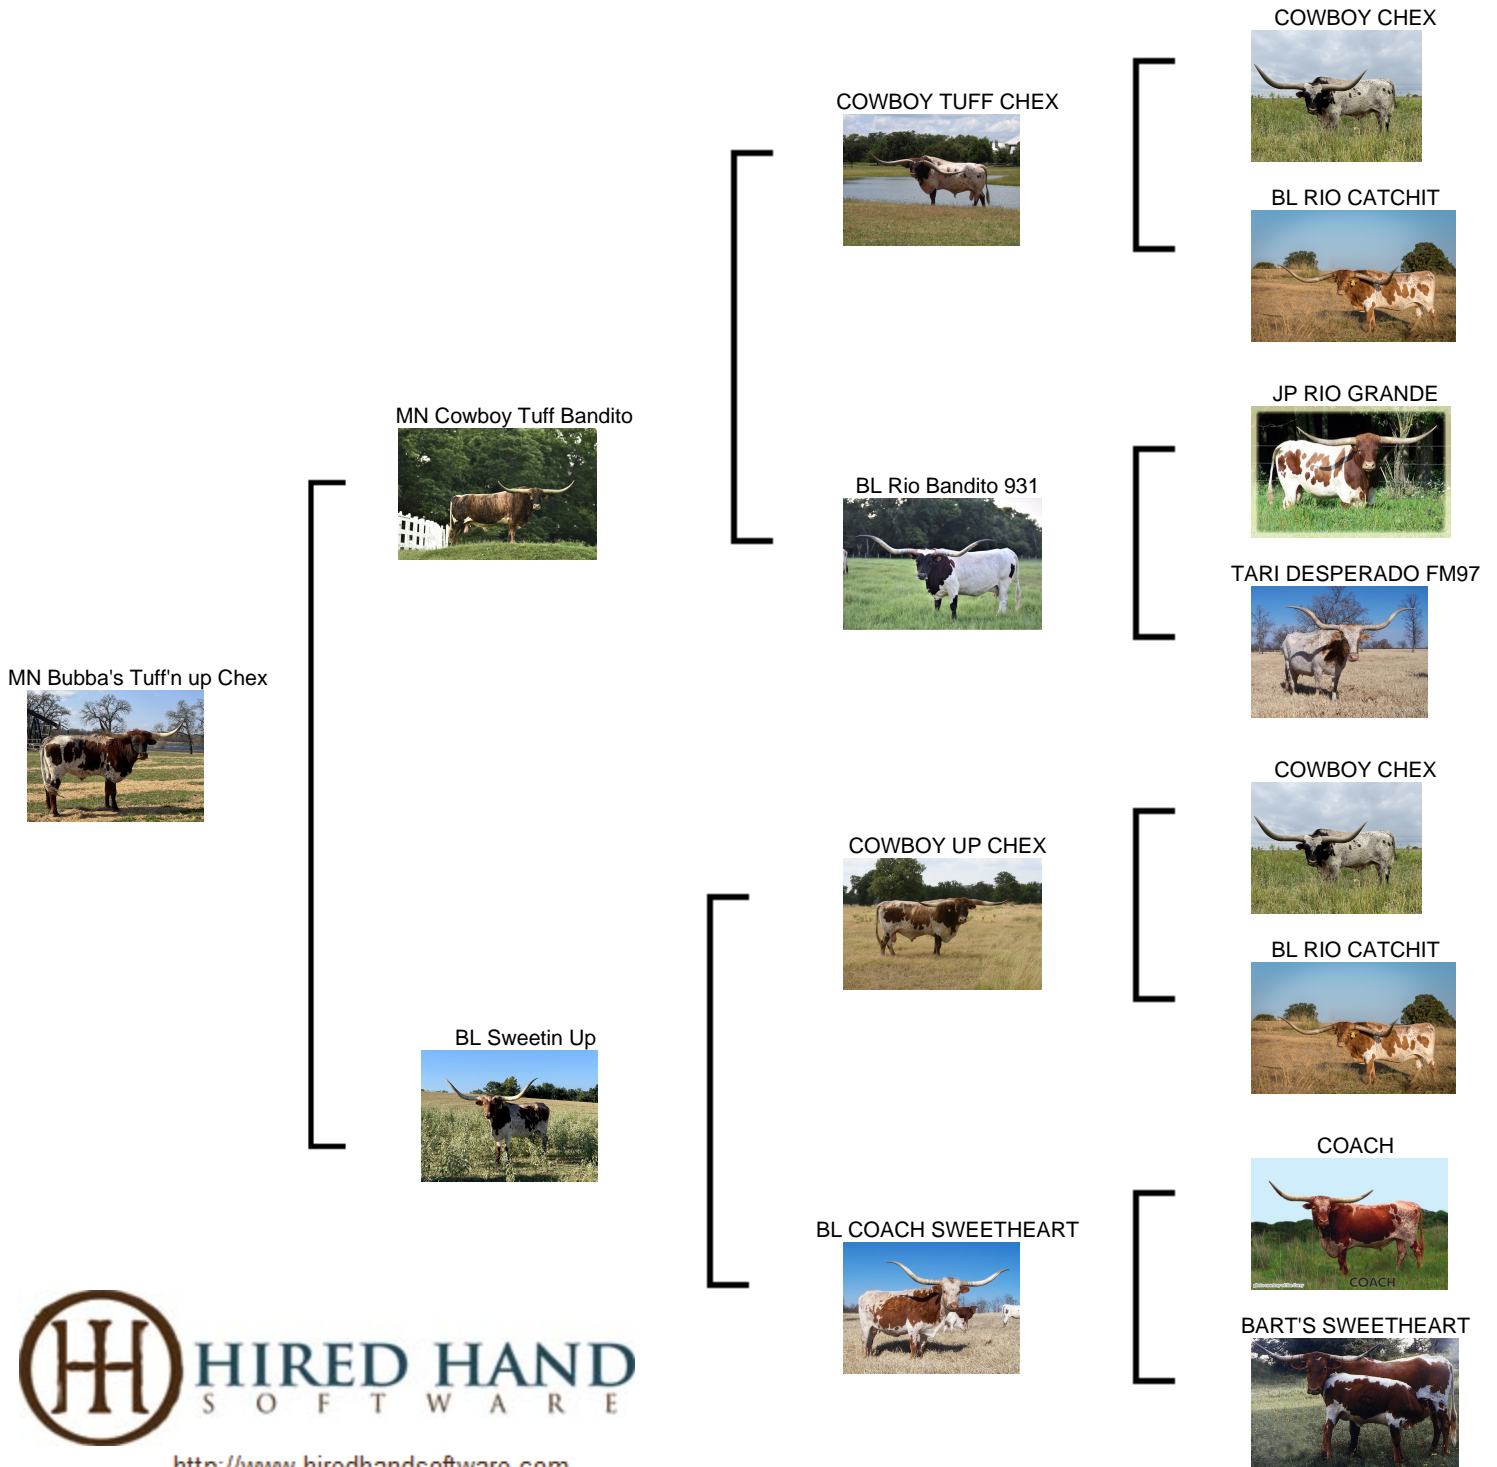 COWBOY CHEX
COWBOY TUFF CHEX
BL RIO CATCHIT
JP RIO GRANDE
MN Cowboy Tuff Bandito
BL Rio Bandito 931
TARI DESPERADO FM97
MN Bubba's Tuff'n up Chex
COWBOY CHEX
COWBOY UP CHEX
BL RIO CATCHIT
BL Sweetin Up
COACH
BL COACH SWEETHEART
COACH
BART'S SWEETHEART
HIRED HAND
SOFTWARE
http://www.hiredhandsoftware.com